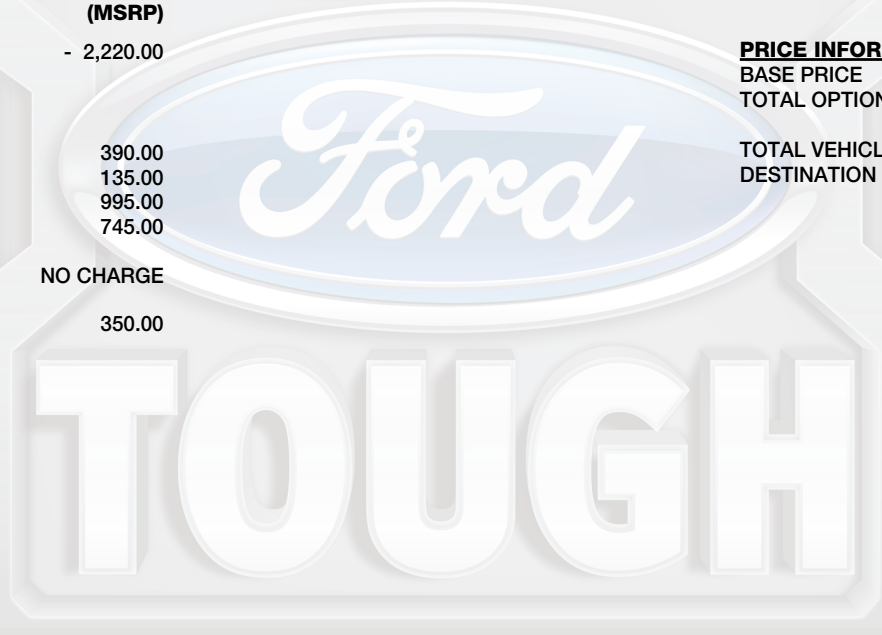 (MSRP)
- 2,220.00
390.00
135.00
995.00
745.00
NO CHARGE
350.00
PRICE INFOR
BASE PRICE
TOTAL OPTION
TOTAL VEHICL
DESTINATION
Ford
TOUGH